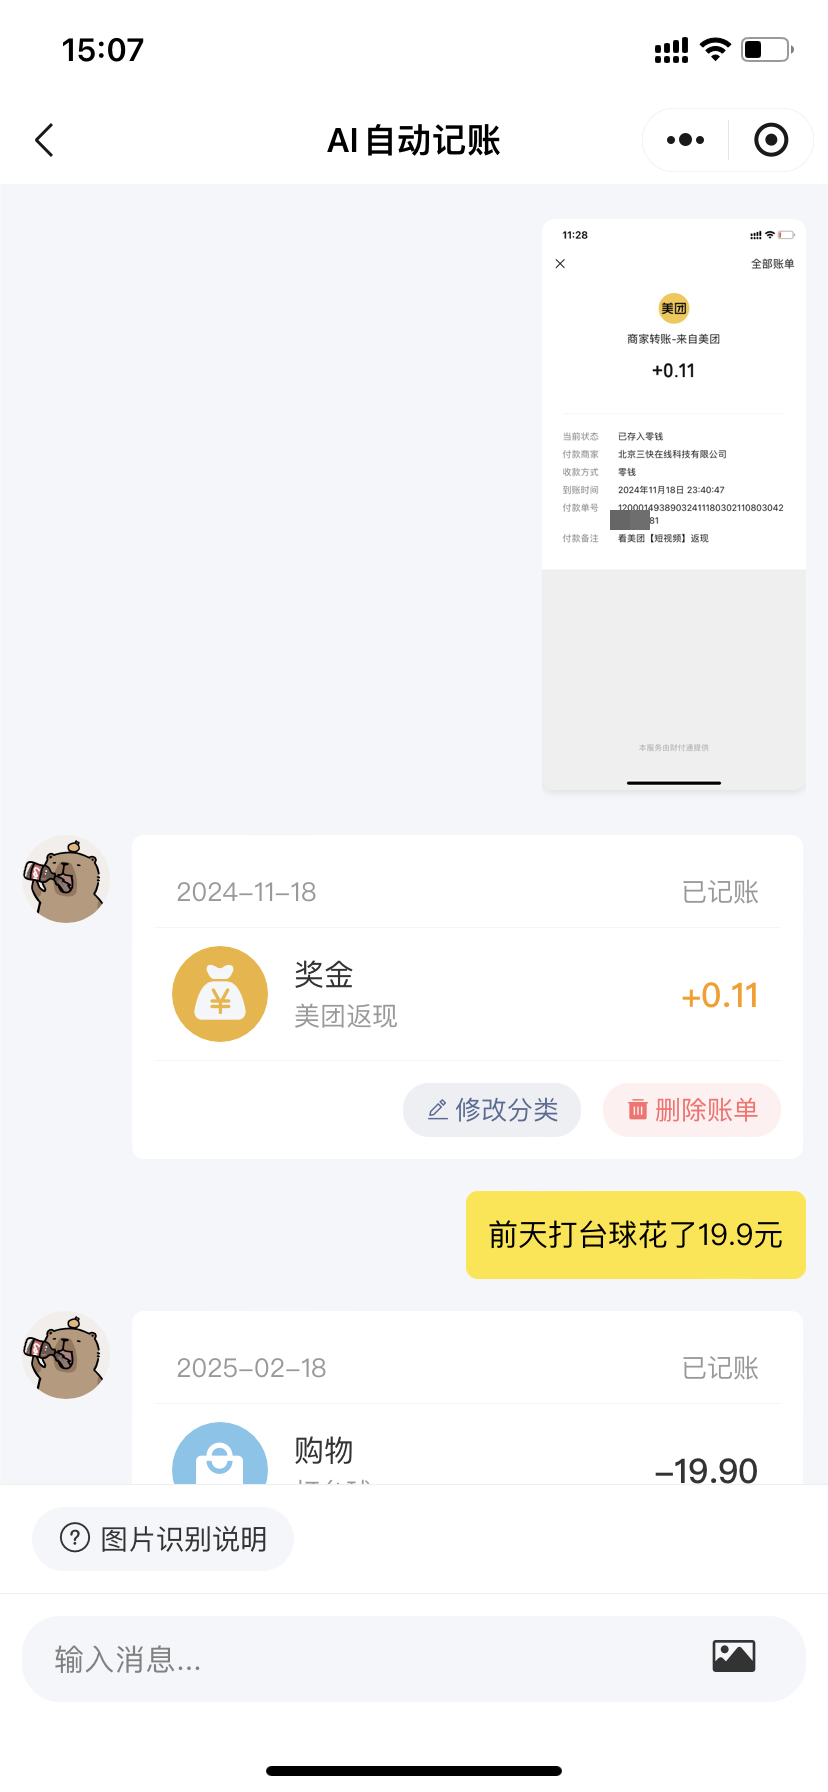 15:07
AI自动记账
11:28
全部账单
美团
商家转账-来自美团
+0.11
当前状态 已存入零钱
付款商家 北京三快在线科技有限公司
收款方式 零钱
到账时间 2024年11月18日 23:40:47
付款单号 1200014938903241118030211080304​2
81
付款备注 看美团【短视频】返现
本服务由财付通提供
2024-11-18 已记账
奖金
美团返现
+0.11
修改分类 删除账单
前天打台球花了19.9元
2025-02-18 已记账
购物
-19.90
打台球
图片识别说明
输入消息...